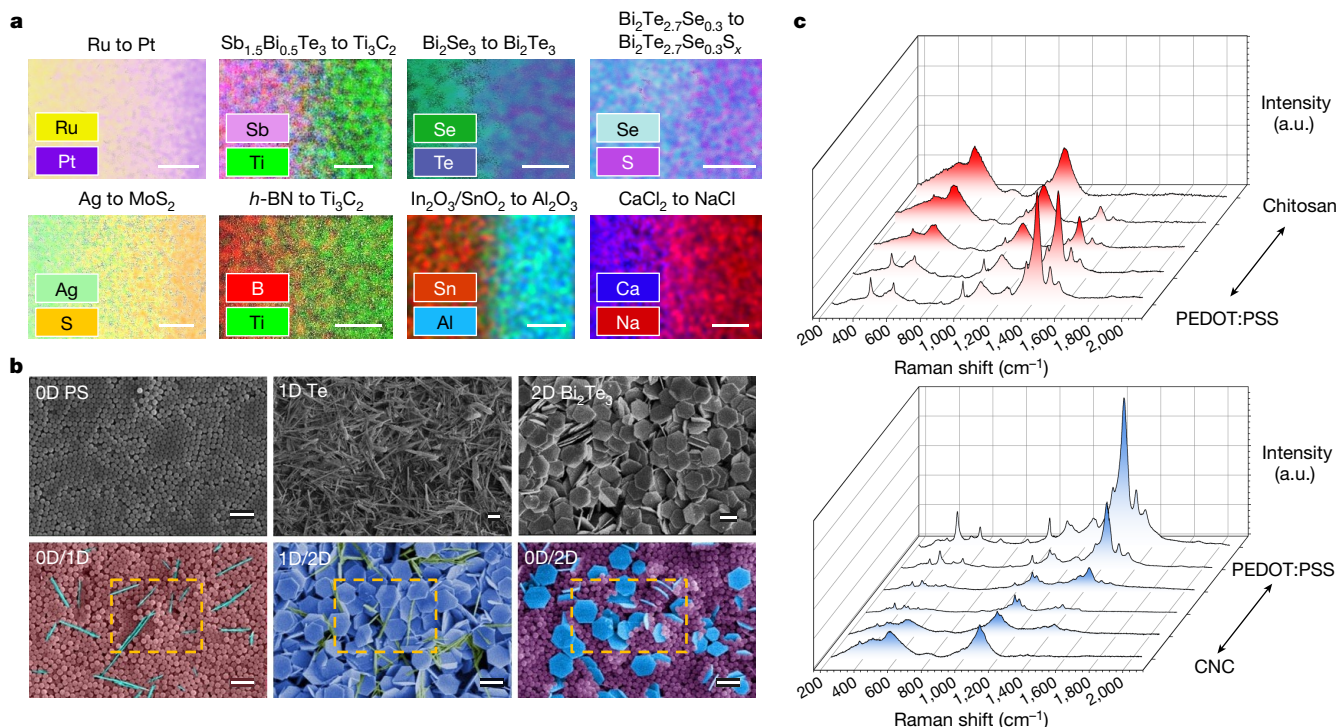 a
Ru to Pt
Ru
Pt
Sb₁.₅Bi₀.₅Te₃ to Ti₃C₂
Sb
Ti
Bi₂Se₃ to Bi₂Te₃
Se
Te
Bi₂Te₂.₇Se₀.₃ to
Bi₂Te₂.₇Se₀.₃Sₓ
Se
S
Ag to MoS₂
Ag
S
h-BN to Ti₃C₂
B
Ti
In₂O₃/SnO₂ to Al₂O₃
Sn
Al
CaCl₂ to NaCl
Ca
Na
b
0D PS
1D Te
2D Bi₂Te₃
0D/1D
1D/2D
0D/2D
c
Intensity
(a.u.)
Chitosan
PEDOT:PSS
200
400
600
800
1,000
1,200
1,400
1,600
1,800
2,000
Raman shift (cm⁻¹)
Intensity
(a.u.)
PEDOT:PSS
CNC
200
400
600
800
1,000
1,200
1,400
1,600
1,800
2,000
Raman shift (cm⁻¹)